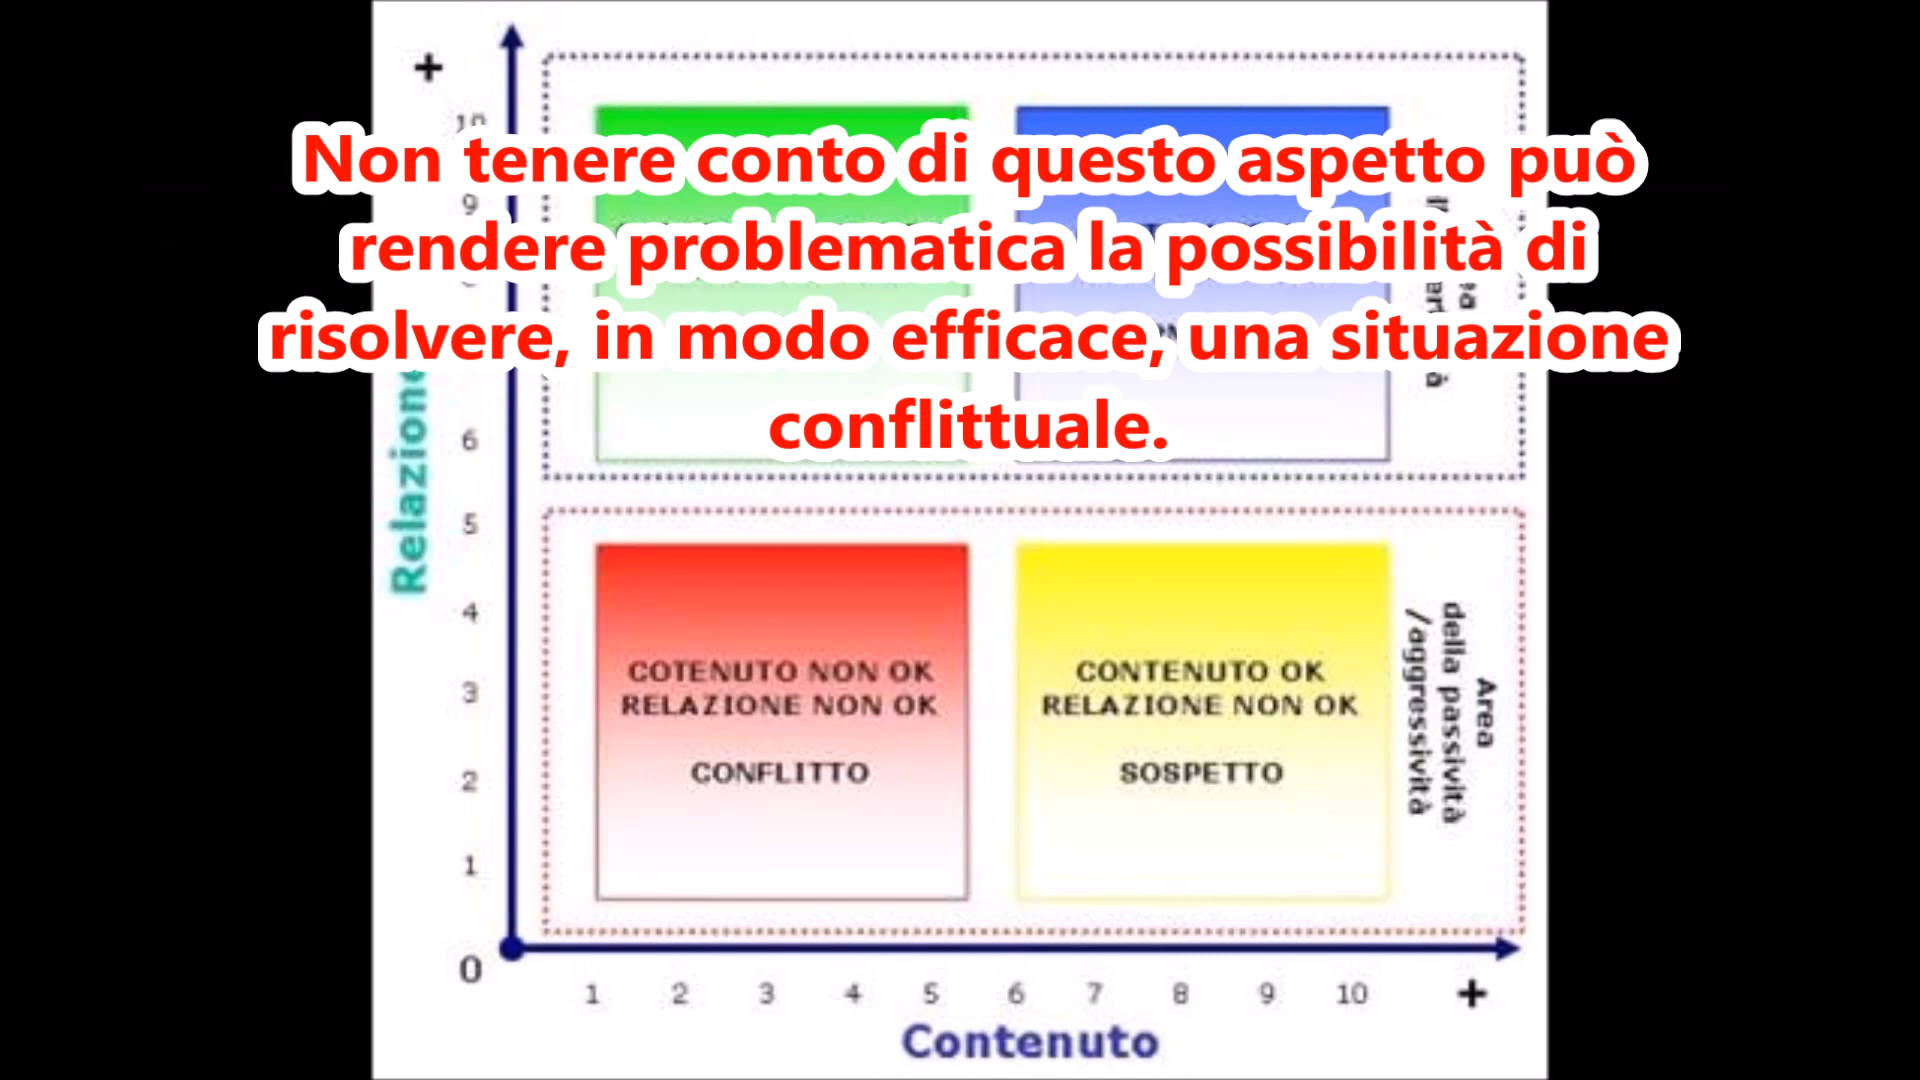 +
10
Non tenere conto di questo aspetto può
rendere problematica la possibilità di
risolvere, in modo efficace, una situazione
conflittuale.
9
6
5
4
3
2
1
0
Relazione
COTENUTO NON OK
RELAZIONE NON OK
CONFLITTO
CONTENUTO OK
RELAZIONE NON OK
SOSPETTO
Area
della passività
/aggressività
1 2 3 4 5 6 7 8 9 10 +
Contenuto